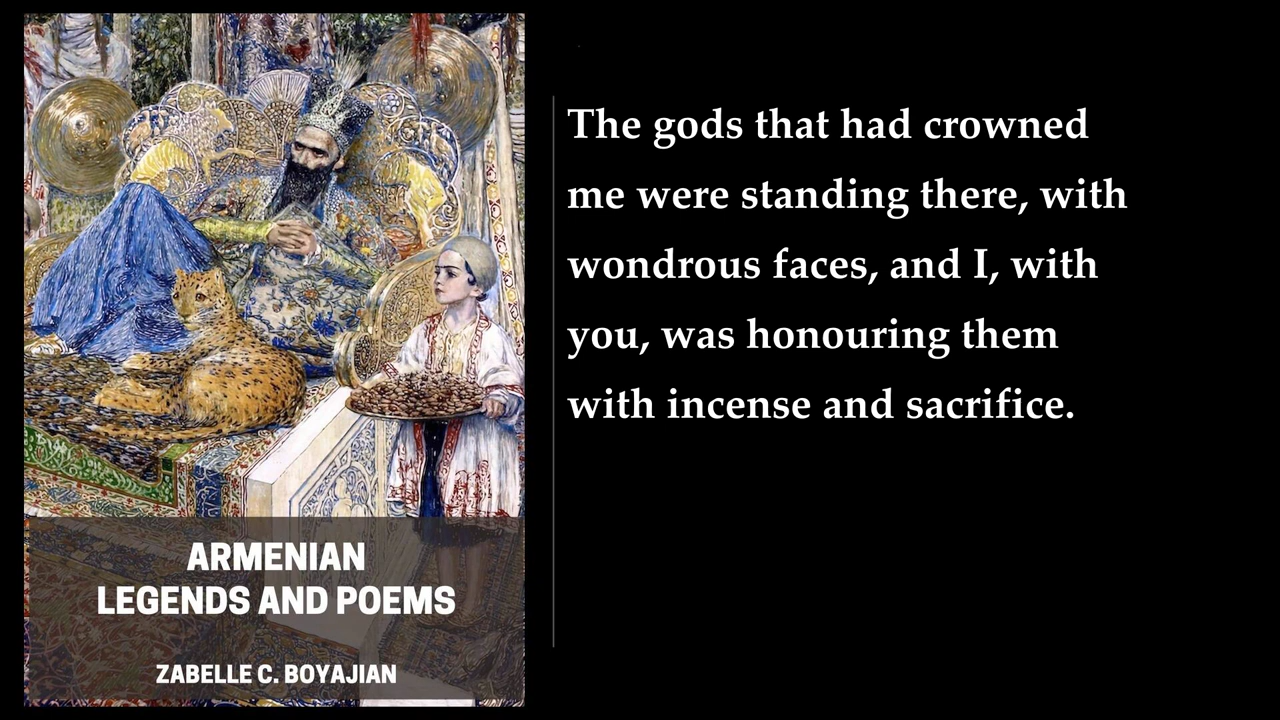 The gods that had crowned
me were standing there, with
wondrous faces, and I, with
you, was honouring them
with incense and sacrifice.
ARMENIAN
LEGENDS AND POEMS
ZABELLE C. BOYAJIAN